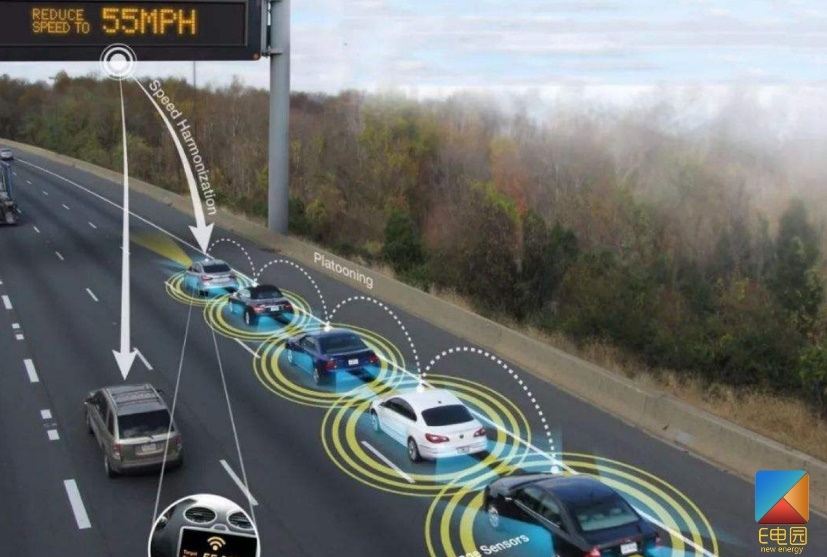 REDUCE
SPEED TO 55MPH
Speed Harmonization
Platooning
Sensors
E电园
new energy